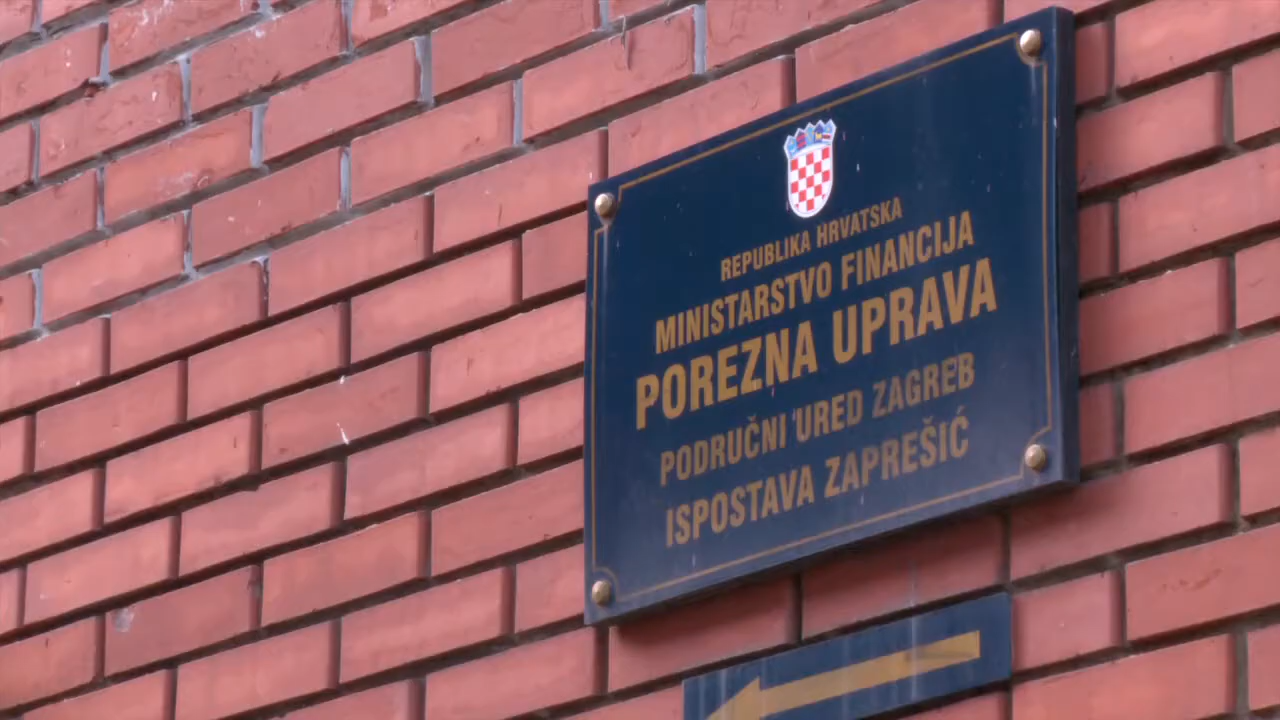 REPUBLIKA HRVATSKA
MINISTARSTVO FINANCIJA
POREZNA UPRAVA
PODRUČNI URED ZAGREB
ISPOSTAVA ZAPREŠIĆ